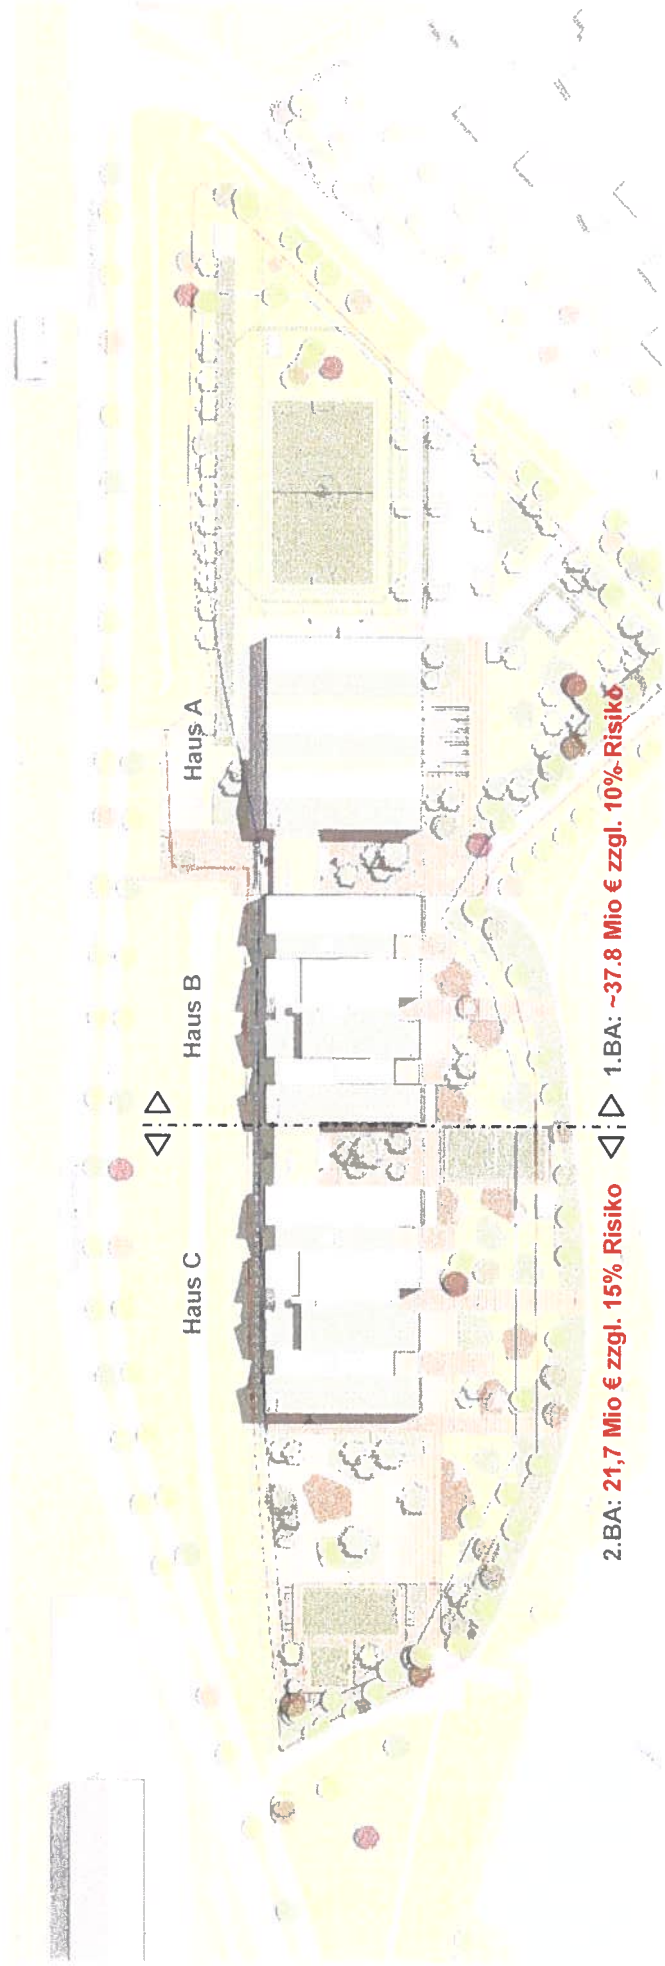 Haus C
Haus B
Haus A
2.BA: 21,7 Mio € zzgl. 15% Risiko
1.BA: ~37.8 Mio € zzgl. 10% Risiko